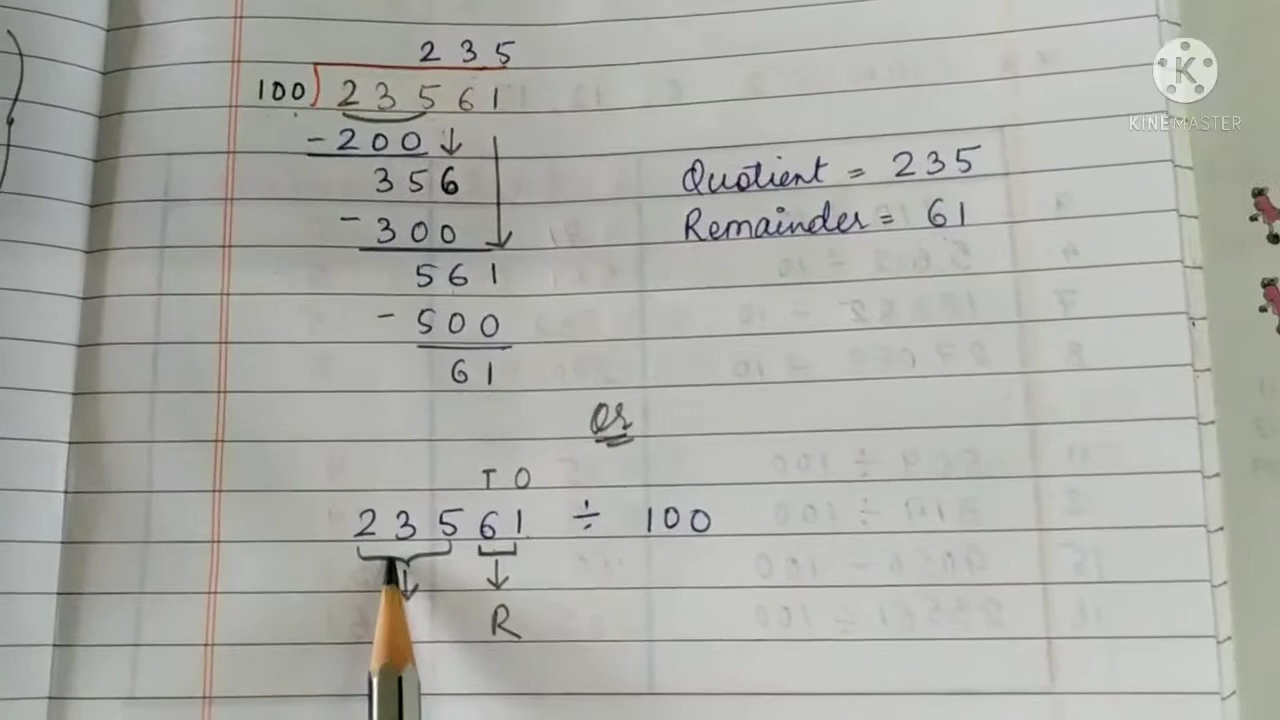 235
100)23561
-200↓
356
-300
561
-500
61
Quotient = 235
Remainder = 61
Or
T O
23561 ÷ 100
R
K
KINEMASTER